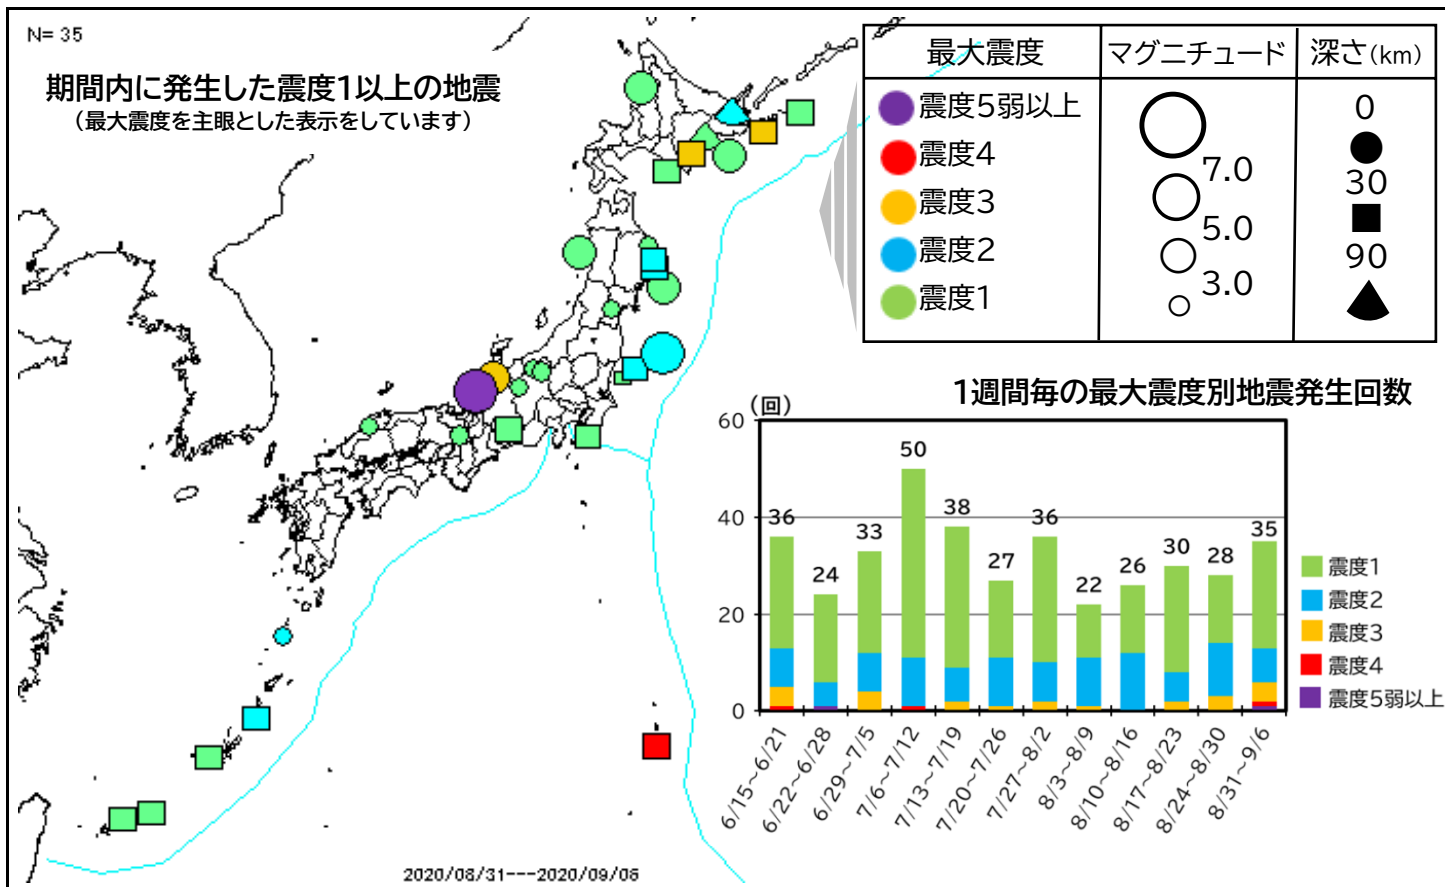 N= 35
期間内に発生した震度1以上の地震
（最大震度を主眼とした表示をしています）
最大震度 マグニチュード 深さ(km)
震度5弱以上
震度4
震度3
震度2
震度1
7.0
5.0
3.0
0
30
90
1週間毎の最大震度別地震発生回数
(回)
60
40
20
0
36
24
33
50
38
27
36
22
26
30
28
35
6/15～6/21
6/22～6/28
6/29～7/5
7/6～7/12
7/13～7/19
7/20～7/26
7/27～8/2
8/3～8/9
8/10～8/16
8/17～8/23
8/24～8/30
8/31～9/6
震度1
震度2
震度3
震度4
震度5弱以上
2020/08/31---2020/09/06